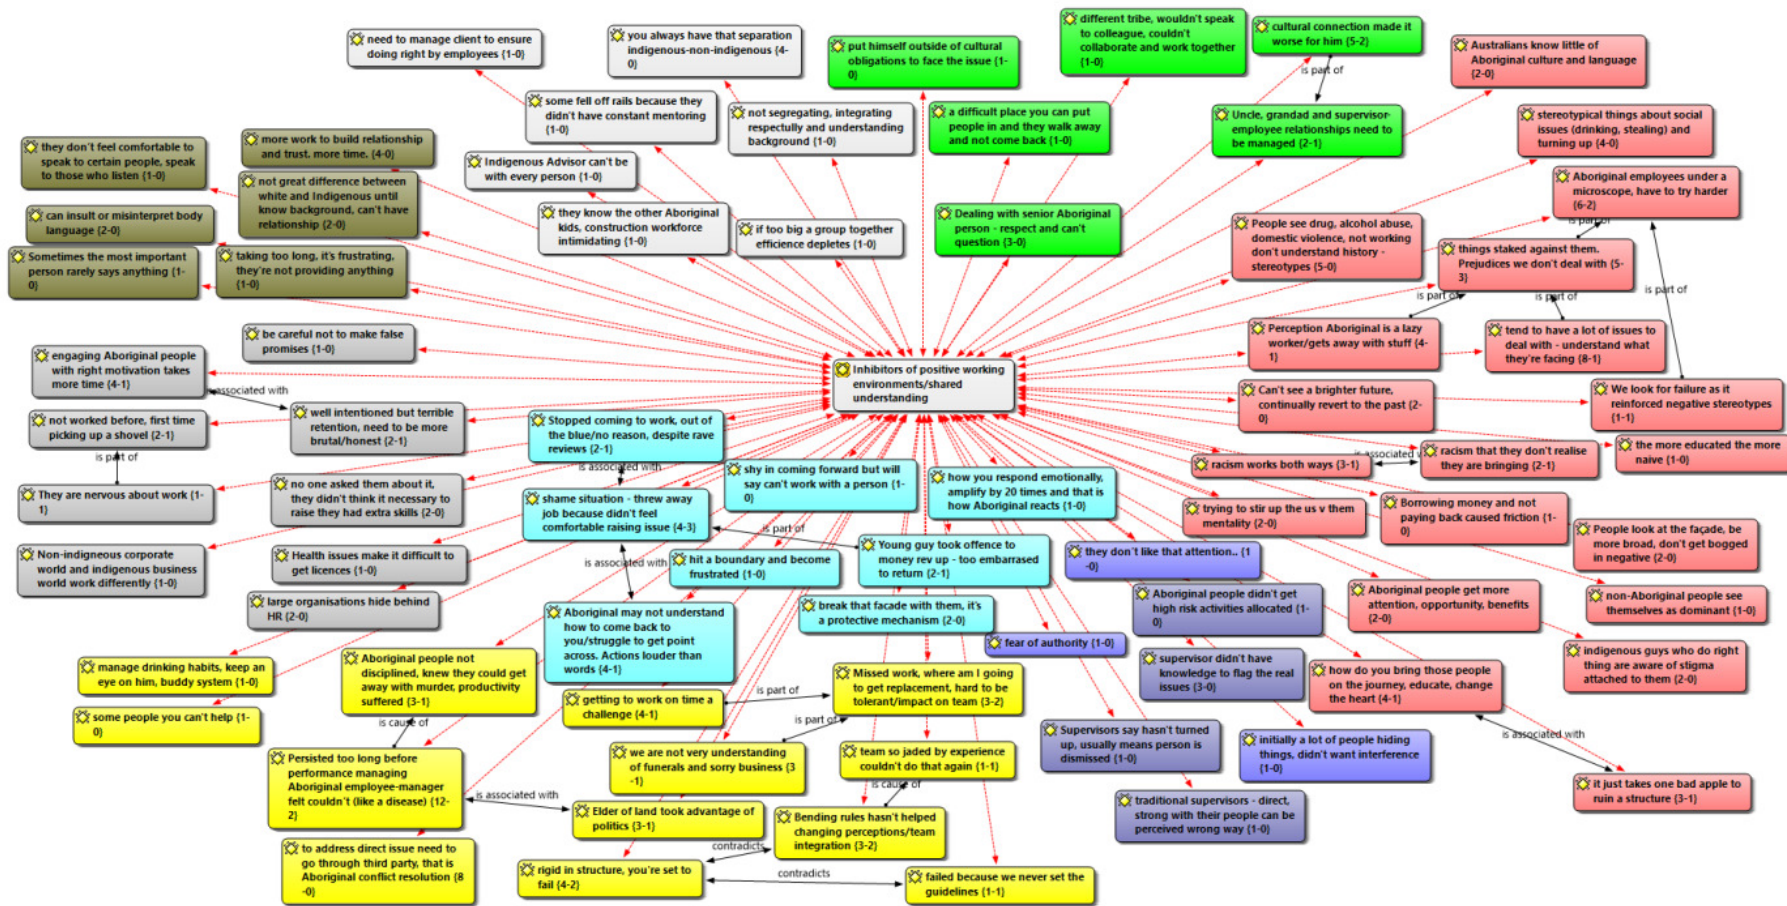 need to manage client to ensure
doing right by employees {1-0}
you always have that separation
indigenous-non-indigenous {4-
0}
put himself outside of cultural
obligations to face the issue {1-
0}
different tribe, wouldn't speak
to colleague, couldn't
collaborate and work together
{1-0}
cultural connection made it
worse for him {5-2}
is part of
Australians know little of
Aboriginal culture and language
{2-0}
some fell off rails because they
didn't have constant mentoring
{1-0}
not segregating, integrating
respectfully and understanding
background {1-0}
a difficult place you can put
people in and they walk away
and not come back {1-0}
Uncle, grandad and supervisor-
employee relationships need to
be managed {2-1}
stereotypical things about social
issues (drinking, stealing) and
turning up {4-0}
they don't feel comfortable to
speak to certain people, speak
to those who listen {1-0}
more work to build relationship
and trust. more time. {4-0}
Indigenous Advisor can't be
with every person {1-0}
Aboriginal employees under a
microscope, have to try harder
{6-2}
is part of
not great difference between
white and Indigenous until
know background, can't have
relationship {2-0}
can insult or misinterpret body
language {2-0}
they know the other Aboriginal
kids, construction workforce
intimidating {1-0}
if too big a group together
efficience depletes {1-0}
Dealing with senior Aboriginal
person - respect and can't
question {3-0}
People see drug, alcohol abuse,
domestic violence, not working
don't understand history -
stereotypes {5-0}
things staked against them.
Prejudices we don't deal with {5-
3}
is part of
is part of
is part of
Sometimes the most important
person rarely says anything {1-
0}
taking too long, it's frustrating,
they're not providing anything
{1-0}
be careful not to make false
promises {1-0}
Perception Aboriginal is a lazy
worker/gets away with stuff {4-
1}
tend to have a lot of issues to
deal with - understand what
they're facing {8-1}
engaging Aboriginal people
with right motivation takes
more time {4-1}
is associated with
Inhibitors of positive working
environments/shared
understanding
Can't see a brighter future,
continually revert to the past {2-
0}
We look for failure as it
reinforced negative stereotypes
{1-1}
not worked before, first time
picking up a shovel {2-1}
is part of
well intentioned but terrible
retention, need to be more
brutal/honest {2-1}
Stopped coming to work, out of
the blue/no reason, despite rave
reviews {2-1}
is associated with
the more educated the more
naive {1-0}
racism works both ways {3-1}
is associated w
racism that they don't realise
they are bringing {2-1}
They are nervous about work {1-
1}
no one asked them about it,
they didn't think it necessary to
raise they had extra skills
{2-0}
shame situation - threw away
job because didn't feel
comfortable raising issue {4-3}
shy in coming forward but will
say can't work with a person {1-
0}
how you respond emotionally,
amplify by 20 times and that is
how Aboriginal reacts {1-0}
trying to stir up the us v them
mentality {2-0}
Borrowing money and not
paying back caused friction {1-
0}
People look at the façade, be
more broad, don't get bogged
in negative {2-0}
is part of
Non-indigneous corporate
world and indigenous business
world work differently {1-0}
Health issues make it difficult to
get licences {1-0}
is associated with
hit a boundary and become
frustrated {1-0}
Young guy took offence to
money rev up - too embarrased
to return {2-1}
they don't like that attention.. {1
-0}
Aboriginal people didn't get
high risk activities allocated {1-
0}
Aboriginal people get more
attention, opportunity, benefits
{2-0}
non-Aboriginal people see
themselves as dominant {1-0}
large organisations hide behind
HR {2-0}
Aboriginal may not understand
how to come back to
you/struggle to get point
across. Actions louder than
words {4-1}
break that facade with them, it's
a protective mechanism {2-0}
fear of authority {1-0}
supervisor didn't have
knowledge to flag the real
issues {3-0}
how do you bring those people
on the journey, educate, change
the heart {4-1}
indigenous guys who do right
thing are aware of stigma
attached to them {2-0}
manage drinking habits, keep an
eye on him, buddy system {1-0}
Aboriginal people not
disciplined, knew they could get
away with murder, productivity
suffered {3-1}
is cause of
getting to work on time a
challenge {4-1}
is part of
Missed work, where am I going
to get replacement, hard to be
tolerant/impact on team {3-2}
is part of
some people you can't help {1-
0}
Persisted too long before
performance managing
Aboriginal employee-manager
felt couldn't (like a disease) {12-
2}
is associated with
we are not very understanding
of funerals and sorry business {3
-1}
team so jaded by experience
couldn't do that again {1-1}
is cause of
Supervisors say hasn't turned
up, usually means person is
dismissed {1-0}
initially a lot of people hiding
things, didn't want interference
{1-0}
is associated with
it just takes one bad apple to
ruin a structure {3-1}
Elder of land took advantage of
politics {3-1}
Bending rules hasn't helped
changing perceptions/team
integration {3-2}
traditional supervisors - direct,
strong with their people can be
perceived wrong way {1-0}
to address direct issue need to
go through third party, that is
Aboriginal conflict resolution {8
-0}
contradicts
rigid in structure, you're set to
fail {4-2}
contradicts
failed because we never set the
guidelines {1-1}